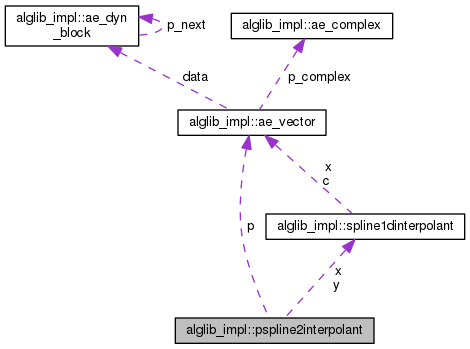 alglib_impl::ae_dyn
_block
p_next
alglib_impl::ae_complex
data
p_complex
alglib_impl::ae_vector
x
c
p
alglib_impl::spline1dinterpolant
x
y
alglib_impl::pspline2interpolant